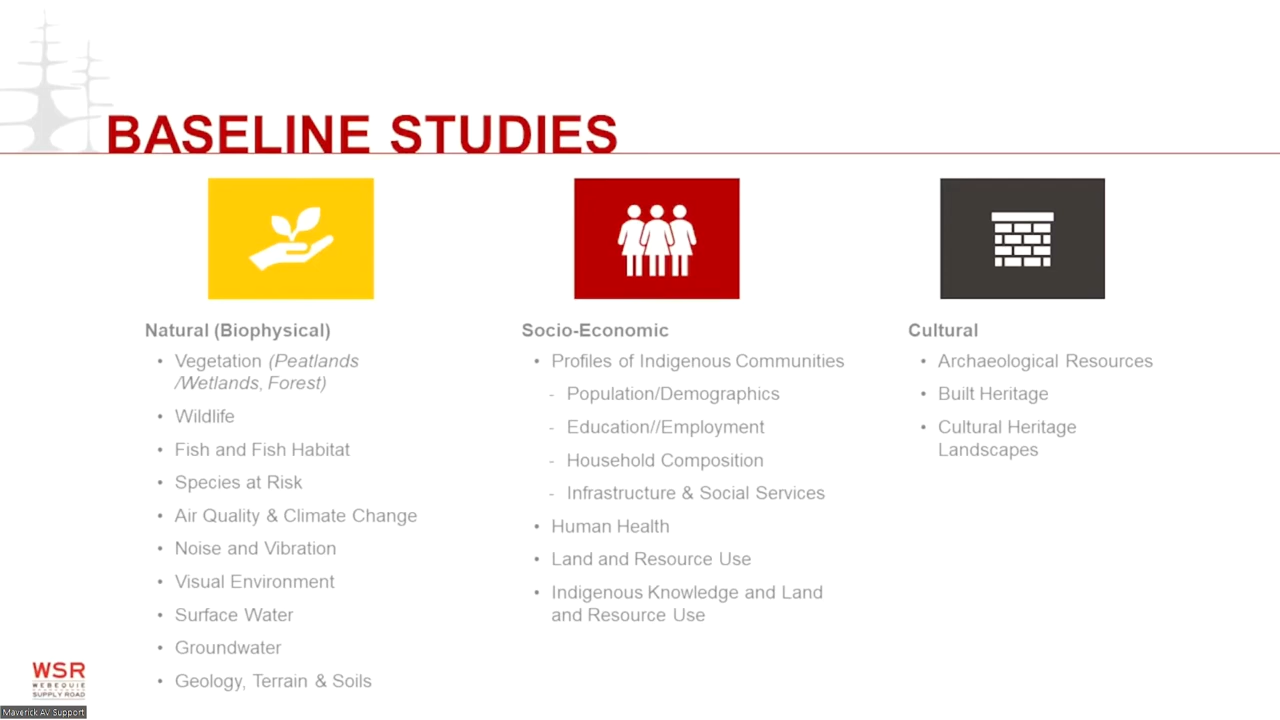 BASELINE STUDIES
Natural (Biophysical)
• Vegetation (Peatlands
/Wetlands, Forest)
• Wildlife
• Fish and Fish Habitat
• Species at Risk
• Air Quality & Climate Change
• Noise and Vibration
• Visual Environment
• Surface Water
• Groundwater
• Geology, Terrain & Soils
Socio-Economic
• Profiles of Indigenous Communities
- Population/Demographics
- Education//Employment
- Household Composition
- Infrastructure & Social Services
• Human Health
• Land and Resource Use
• Indigenous Knowledge and Land
and Resource Use
Cultural
• Archaeological Resources
• Built Heritage
• Cultural Heritage
Landscapes
WSR
WEBEQUIE
SUPPLY ROAD
Maverick AV Support